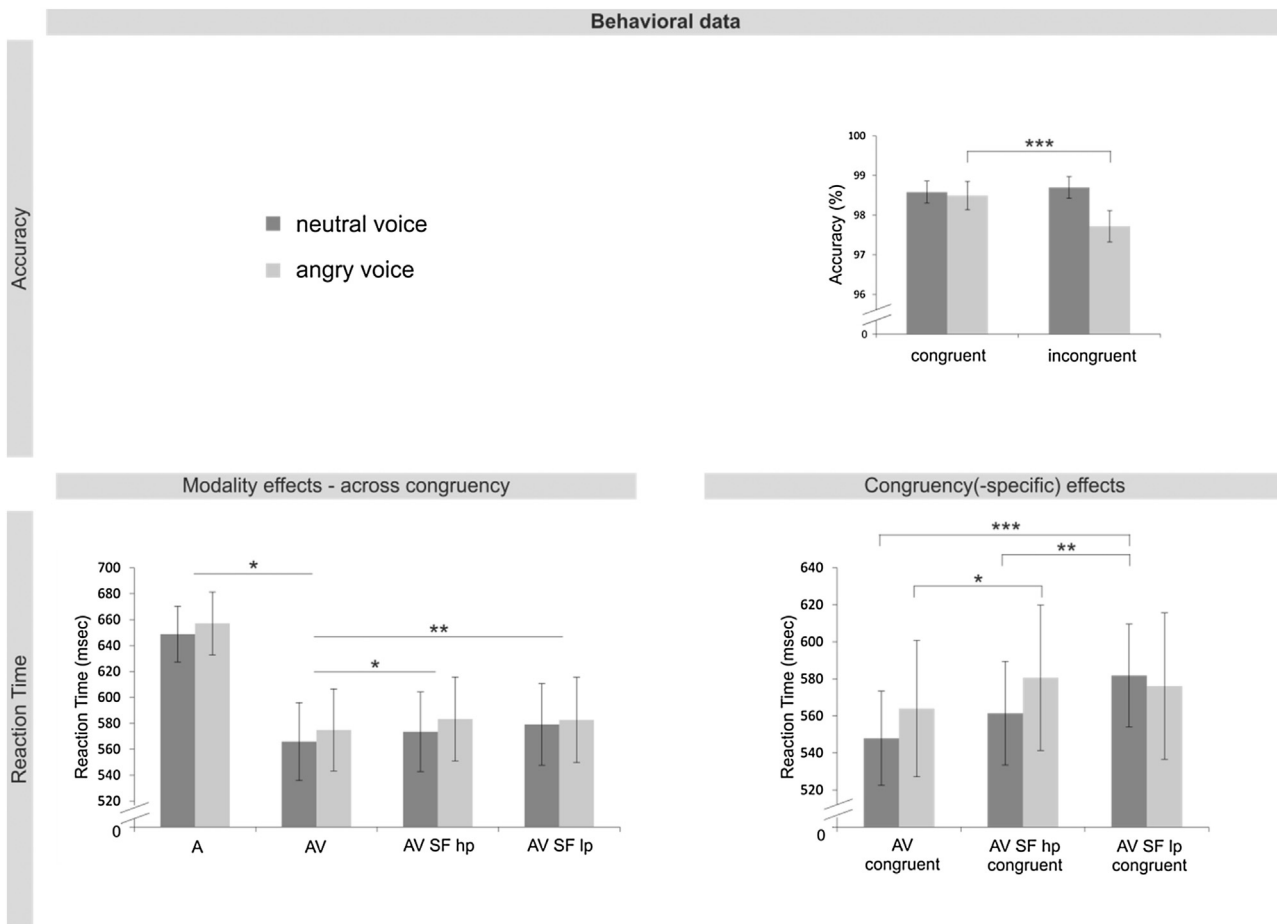 Behavioral data
Accuracy
neutral voice
angry voice
Accuracy (%)
100
99
98
97
96
0
***
congruent incongruent
Modality effects - across congruency
Congruency(-specific) effects
Reaction Time
Reaction Time (msec)
700
680
660
640
620
600
580
560
540
520
0
*
**
*
A AV AV SF hp AV SF lp
Reaction Time (msec)
640
620
600
580
560
540
520
0
***
**
*
AV AV SF hp AV SF lp
congruent congruent congruent